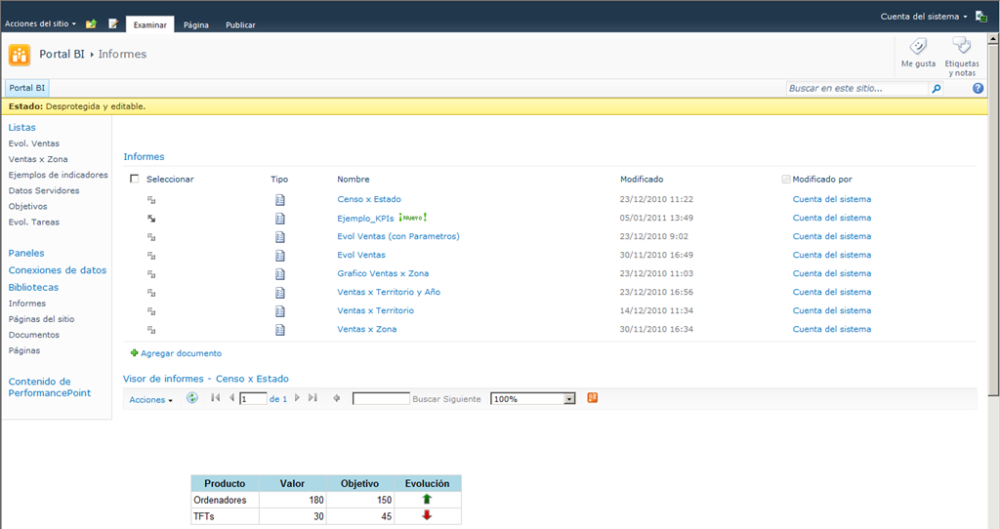 Acciones del sitio Examinar Página Publicar Cuenta del sistema
Portal BI Informes
Me gusta Etiquetas y notas
Portal BI Buscar en este sitio...
Estado: Desprotegida y editable.
Listas
Evol. Ventas
Ventas x Zona
Ejemplos de indicadores
Datos Servidores
Objetivos
Evol. Tareas
Paneles
Conexiones de datos
Bibliotecas
Informes
Páginas del sitio
Documentos
Páginas
Contenido de
PerformancePoint
Informes
Seleccionar Tipo Nombre Modificado Modificado por
Censo x Estado 23/12/2010 11:22 Cuenta del sistema
Ejemplo_KPIs ¡Nuevo! 05/01/2011 13:49 Cuenta del sistema
Evol Ventas (con Parametros) 23/12/2010 9:02 Cuenta del sistema
Evol Ventas 30/11/2010 16:49 Cuenta del sistema
Grafico Ventas x Zona 23/12/2010 11:03 Cuenta del sistema
Ventas x Territorio y Año 23/12/2010 16:56 Cuenta del sistema
Ventas x Territorio 14/12/2010 11:34 Cuenta del sistema
Ventas x Zona 30/11/2010 16:34 Cuenta del sistema
Agregar documento
Visor de informes - Censo x Estado
Acciones 1 de 1 Buscar Siguiente 100%
Producto Valor Objetivo Evolución
Ordenadores 180 150
TFTs 30 45